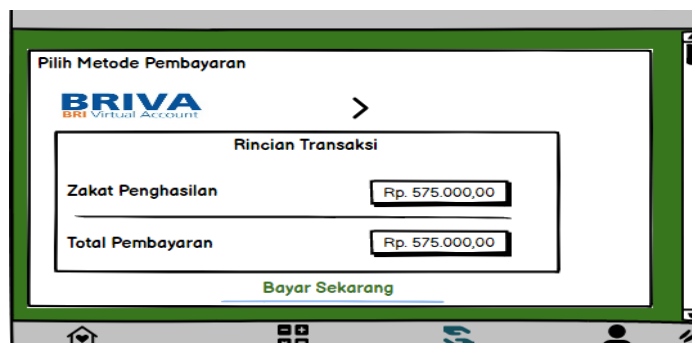 Pilih Metode Pembayaran
BRIVA
BRI Virtual Account
Rincian Transaksi
Zakat Penghasilan Rp. 575.000,00
Total Pembayaran Rp. 575.000,00
Bayar Sekarang